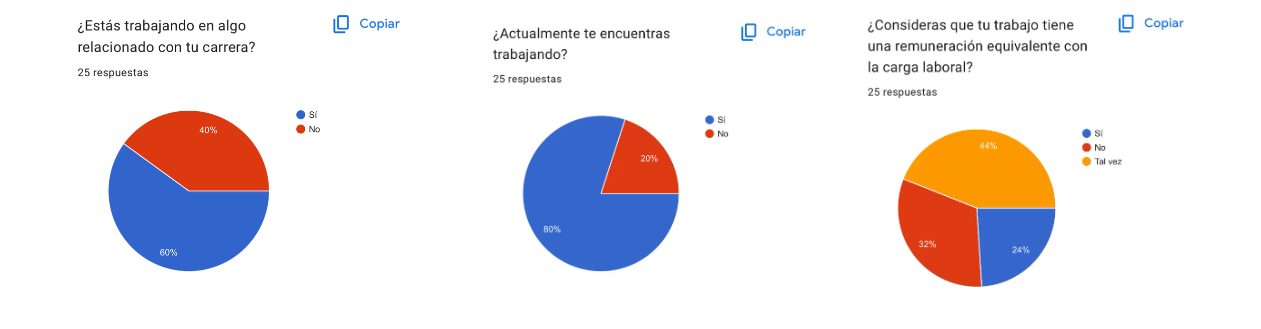 ¿Estás trabajando en algo
relacionado con tu carrera?
Copiar
25 respuestas
Sí
No
40%
60%
¿Actualmente te encuentras
trabajando?
Copiar
25 respuestas
Sí
No
20%
80%
¿Consideras que tu trabajo tiene
una remuneración equivalente con
la carga laboral?
Copiar
25 respuestas
Sí
No
Tal vez
44%
32%
24%